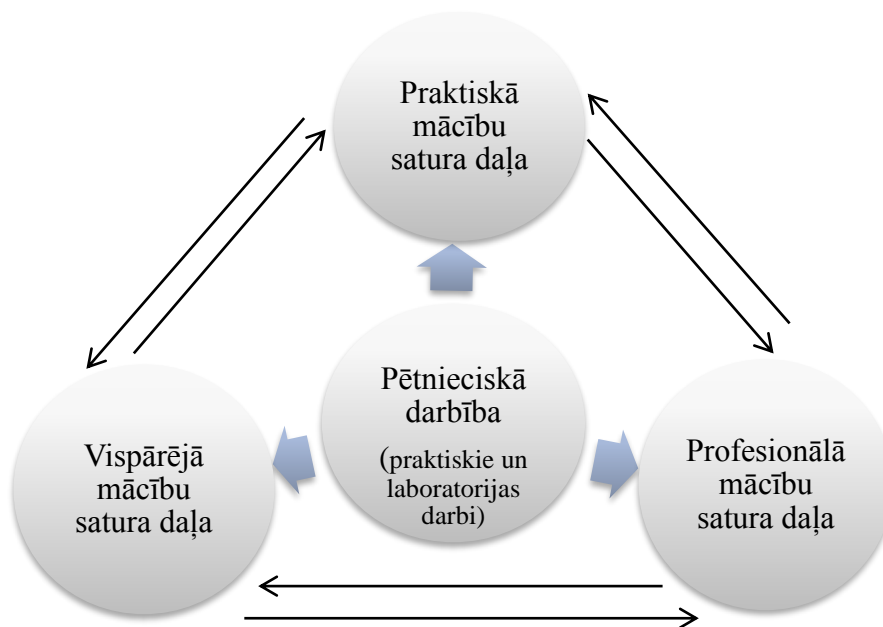 Praktiskā
mācību
satura daļa
Pētnieciskā
darbība
(praktiskie un
laboratorijas
darbi)
Vispārējā
mācību
satura daļa
Profesionālā
mācību
satura daļa